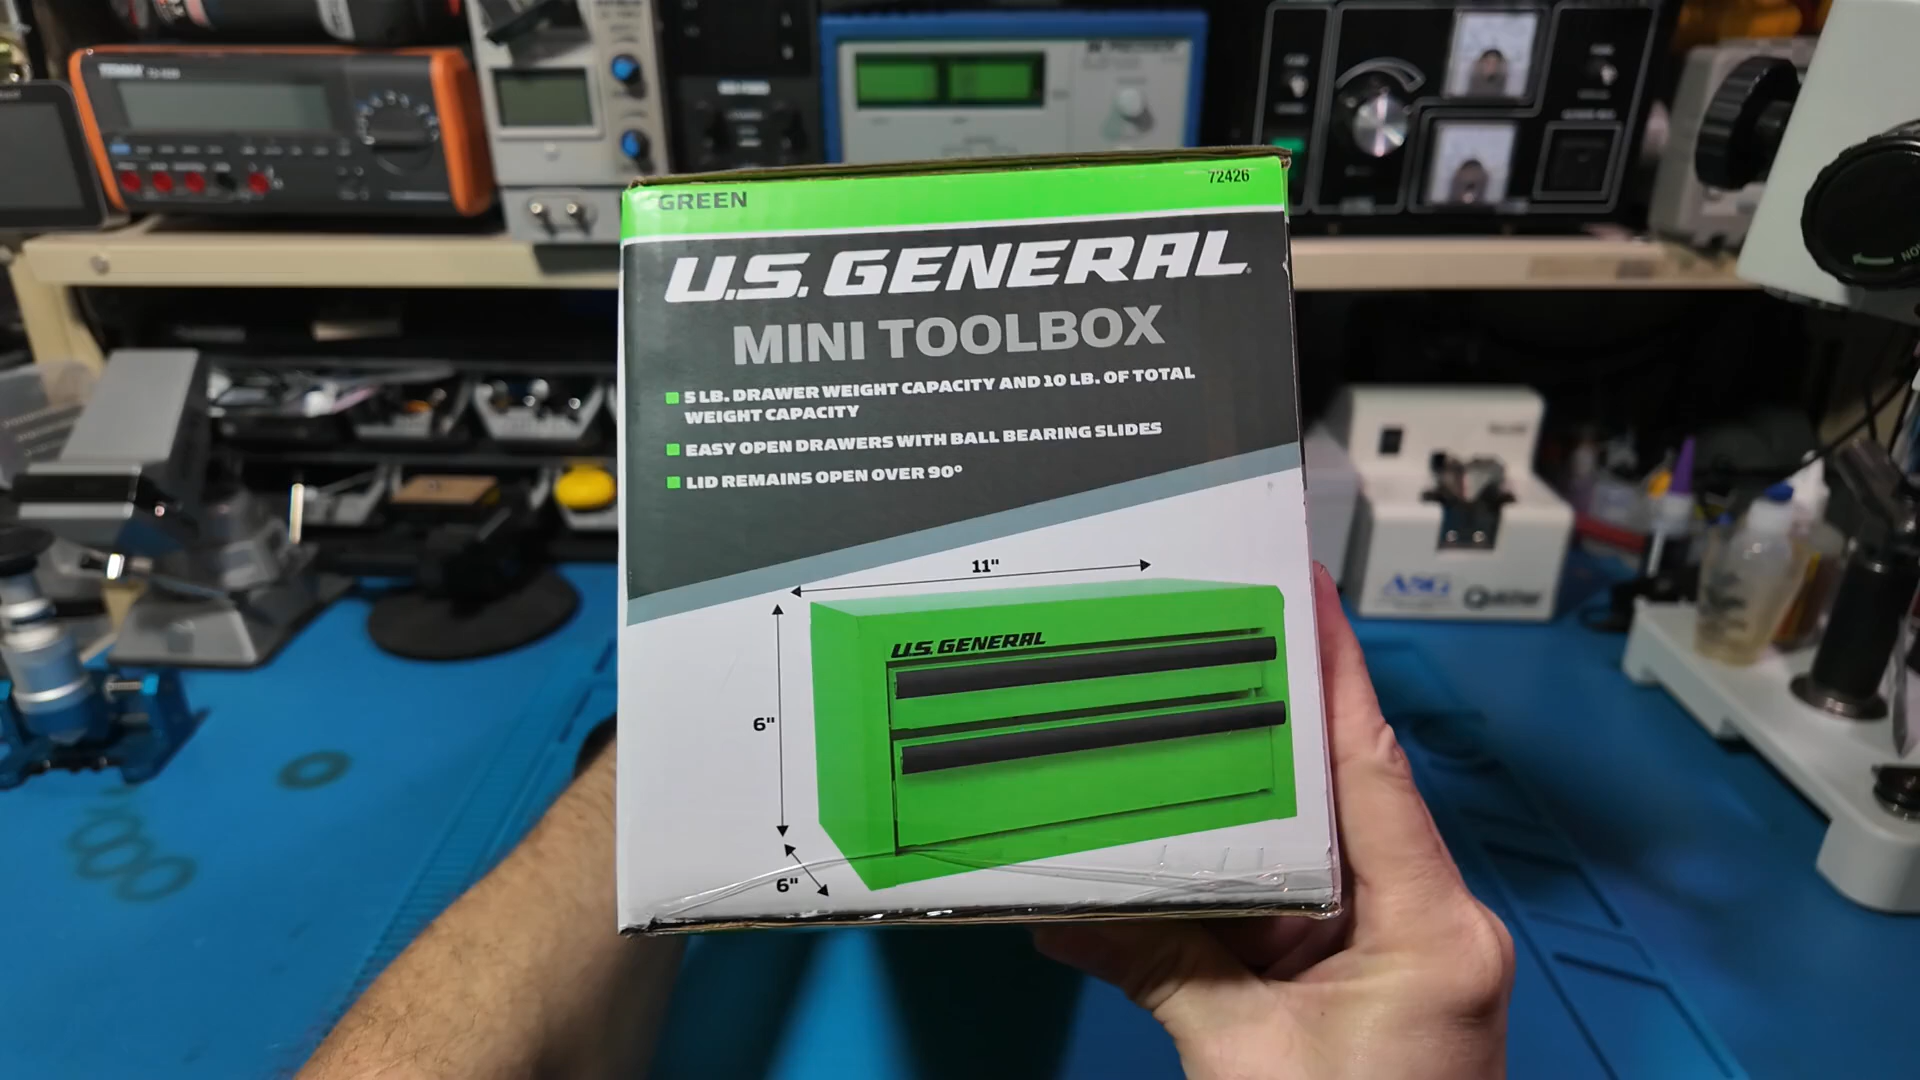 GREEN
72426
U.S. GENERAL
MINI TOOLBOX
5 LB. DRAWER WEIGHT CAPACITY AND 10 LB. OF TOTAL
WEIGHT CAPACITY
EASY OPEN DRAWERS WITH BALL BEARING SLIDES
LID REMAINS OPEN OVER 90°
11"
U.S. GENERAL
6"
6"
ASG